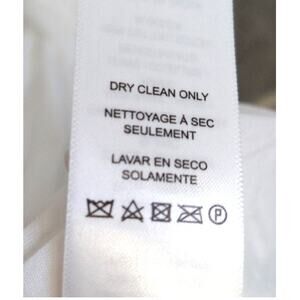 DRY CLEAN ONLY
NETTOYAGE À SEC
SEULEMENT
LAVAR EN SECO
SOLAMENTE
P